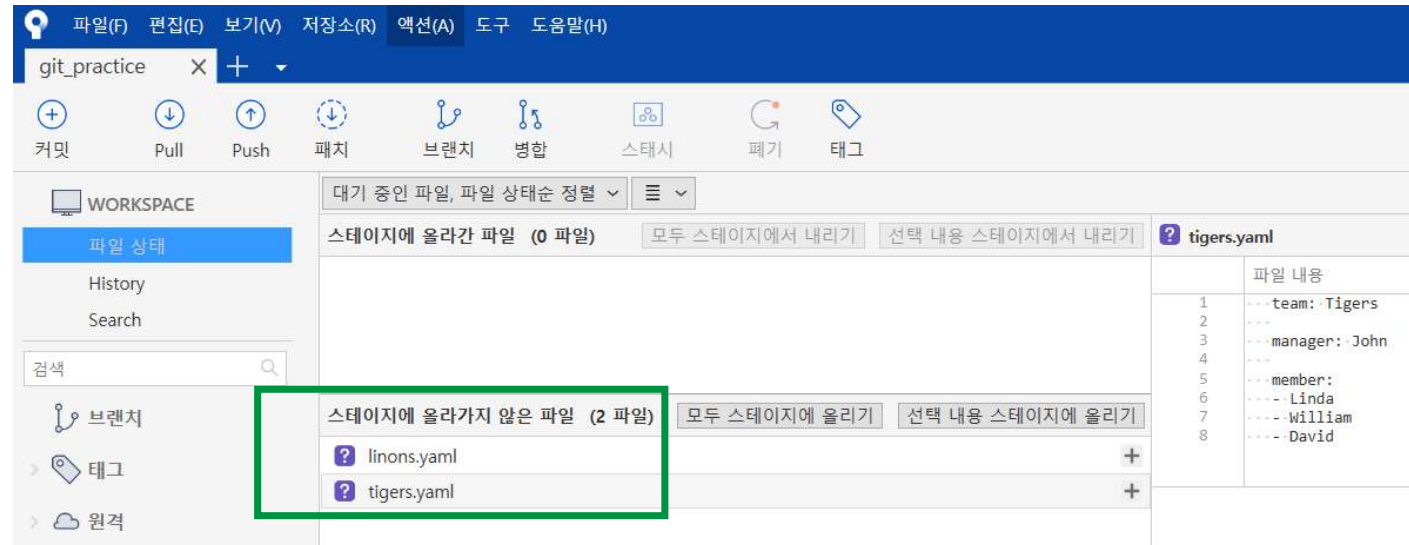 파일(F) 편집(E) 보기(V) 저장소(R) 액션(A) 도구 도움말(H)
git_practice
커밋 Pull Push 패치 브랜치 병합 스태시 폐기 태그
WORKSPACE
파일 상태
History
Search
검색
브랜치
태그
원격
대기 중인 파일, 파일 상태순 정렬
스테이지에 올라간 파일 (0 파일) 모두 스테이지에서 내리기 선택 내용 스테이지에서 내리기
스테이지에 올라가지 않은 파일 (2 파일) 모두 스테이지에 올리기 선택 내용 스테이지에 올리기
linons.yaml
tigers.yaml
tigers.yaml
파일 내용
1 team: Tigers
2
3 manager: John
4
5 member:
6 - Linda
7 - William
8 - David